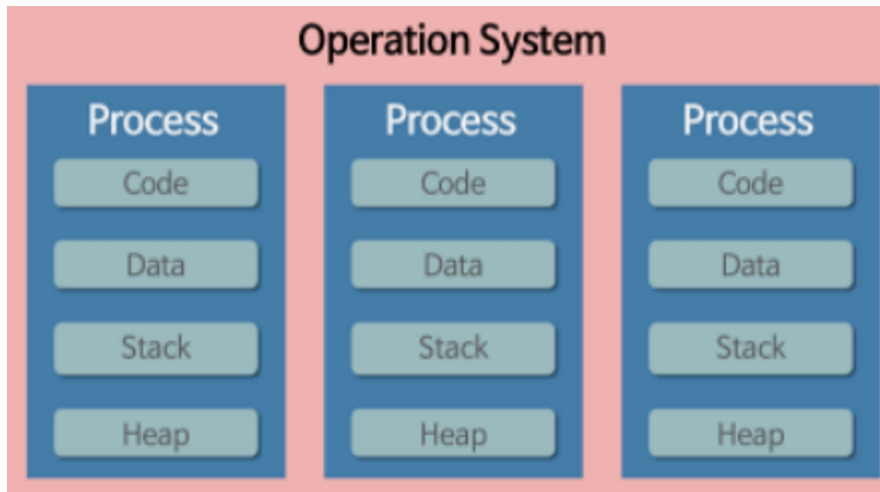 Operation System
Process
Code
Data
Stack
Heap
Process
Code
Data
Stack
Heap
Process
Code
Data
Stack
Heap